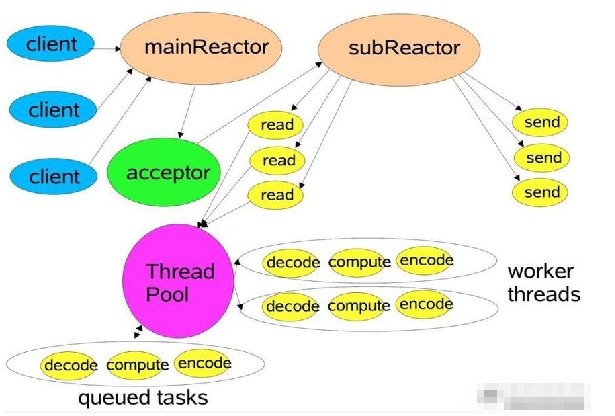 client
mainReactor
subReactor
client
read
send
read
send
client
acceptor
read
send
Thread
Pool
decode compute encode
worker
threads
decode compute encode
decode compute encode
queued tasks